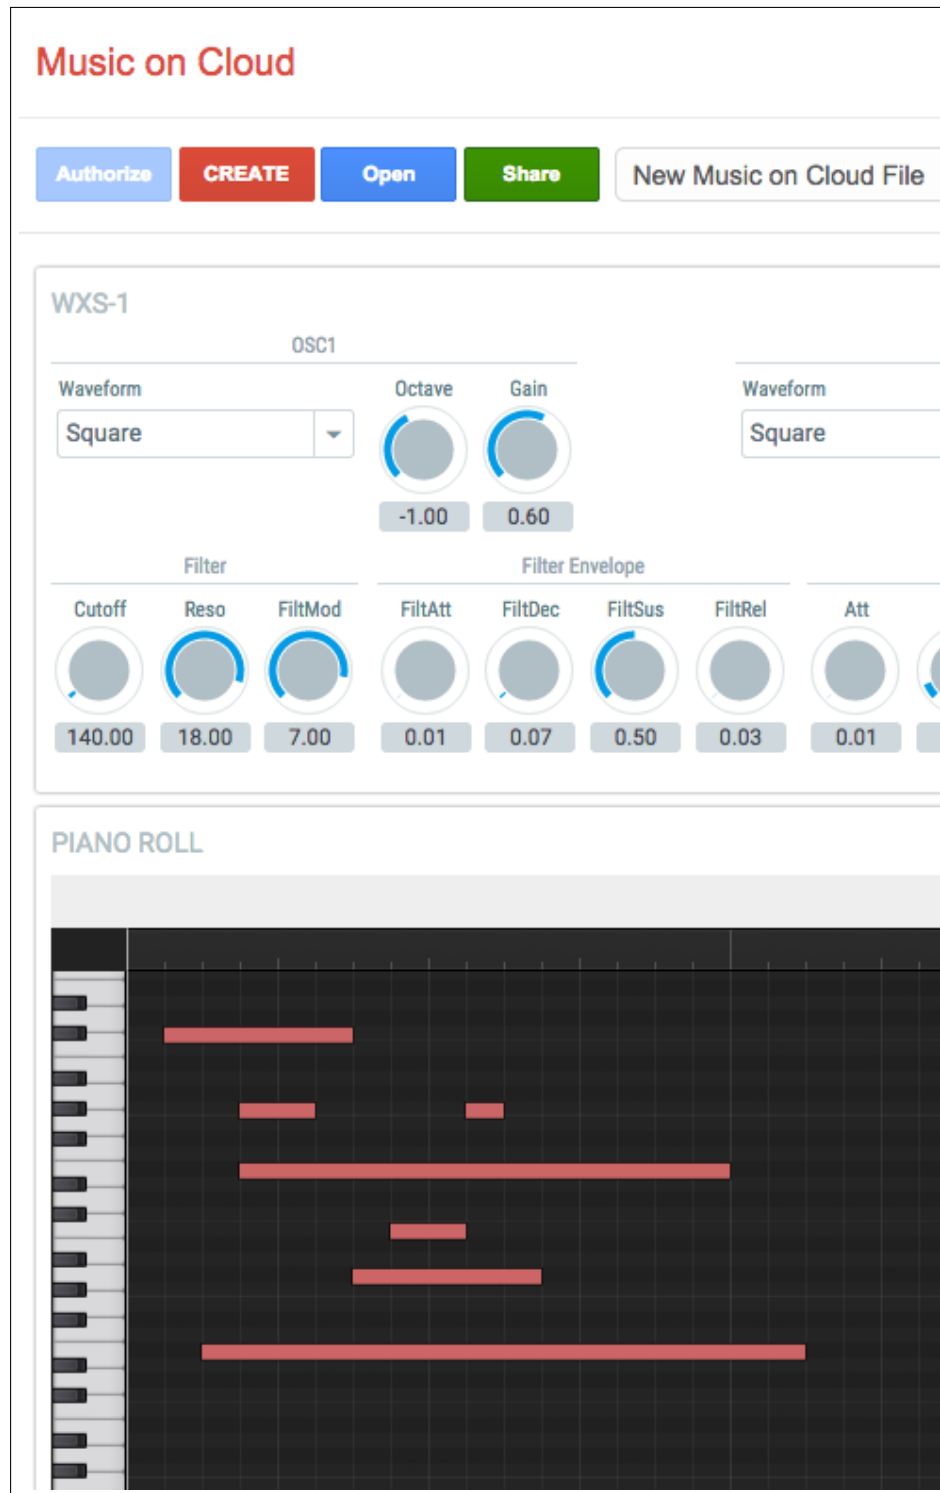 Music on Cloud
Authorize CREATE Open Share New Music on Cloud File
WXS-1
OSC1
Waveform Octave Gain Waveform
Square Square
-1.00 0.60
Filter Filter Envelope
Cutoff Reso FiltMod FiltAtt FiltDec FiltSus FiltRel Att
140.00 18.00 7.00 0.01 0.07 0.50 0.03 0.01
PIANO ROLL